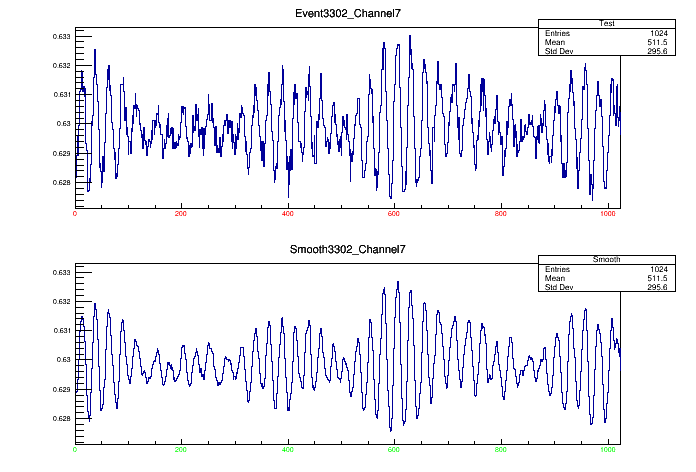 Event3302_Channel7
Test
Entries 1024
Mean 511.5
Std Dev 295.6
0.633
0.632
0.631
0.63
0.629
0.628
0 200 400 600 800 1000
Smooth3302_Channel7
Smooth
Entries 1024
Mean 511.5
Std Dev 295.6
0.633
0.632
0.631
0.63
0.629
0.628
0 200 400 600 800 1000